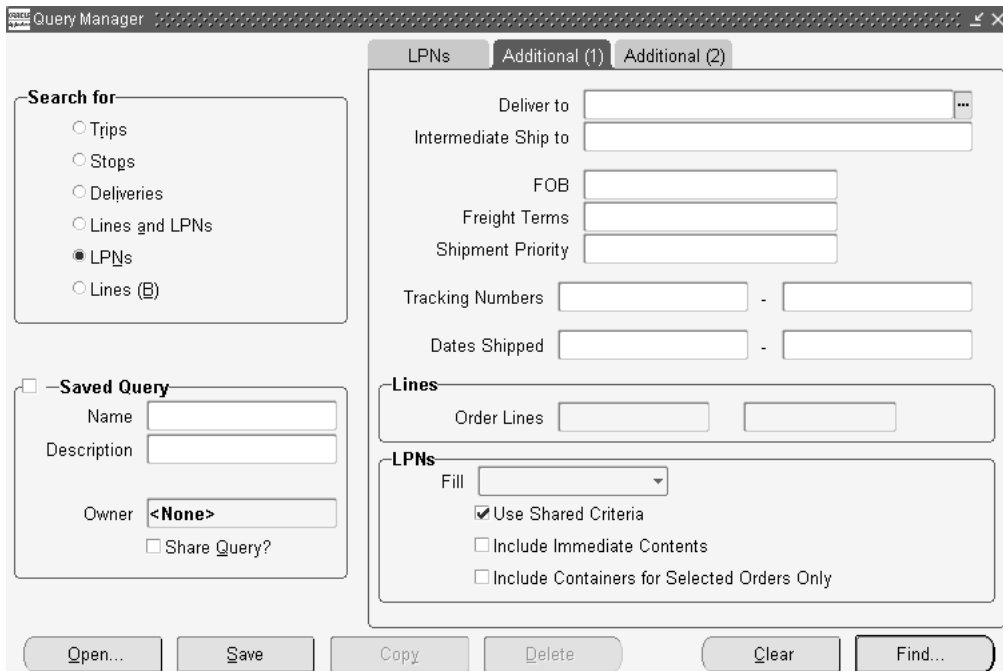 ORACLE
Query Manager
LPNs Additional (1) Additional (2)
Search for
Trips
Stops
Deliveries
Lines and LPNs
LPNs
Lines (B)
Saved Query
Name
Description
Owner <None>
Share Query?
Deliver to ...
Intermediate Ship to
FOB
Freight Terms
Shipment Priority
Tracking Numbers -
Dates Shipped -
Lines
Order Lines
LPNs
Fill
Use Shared Criteria
Include Immediate Contents
Include Containers for Selected Orders Only
Open... Save Copy Delete Clear Find...